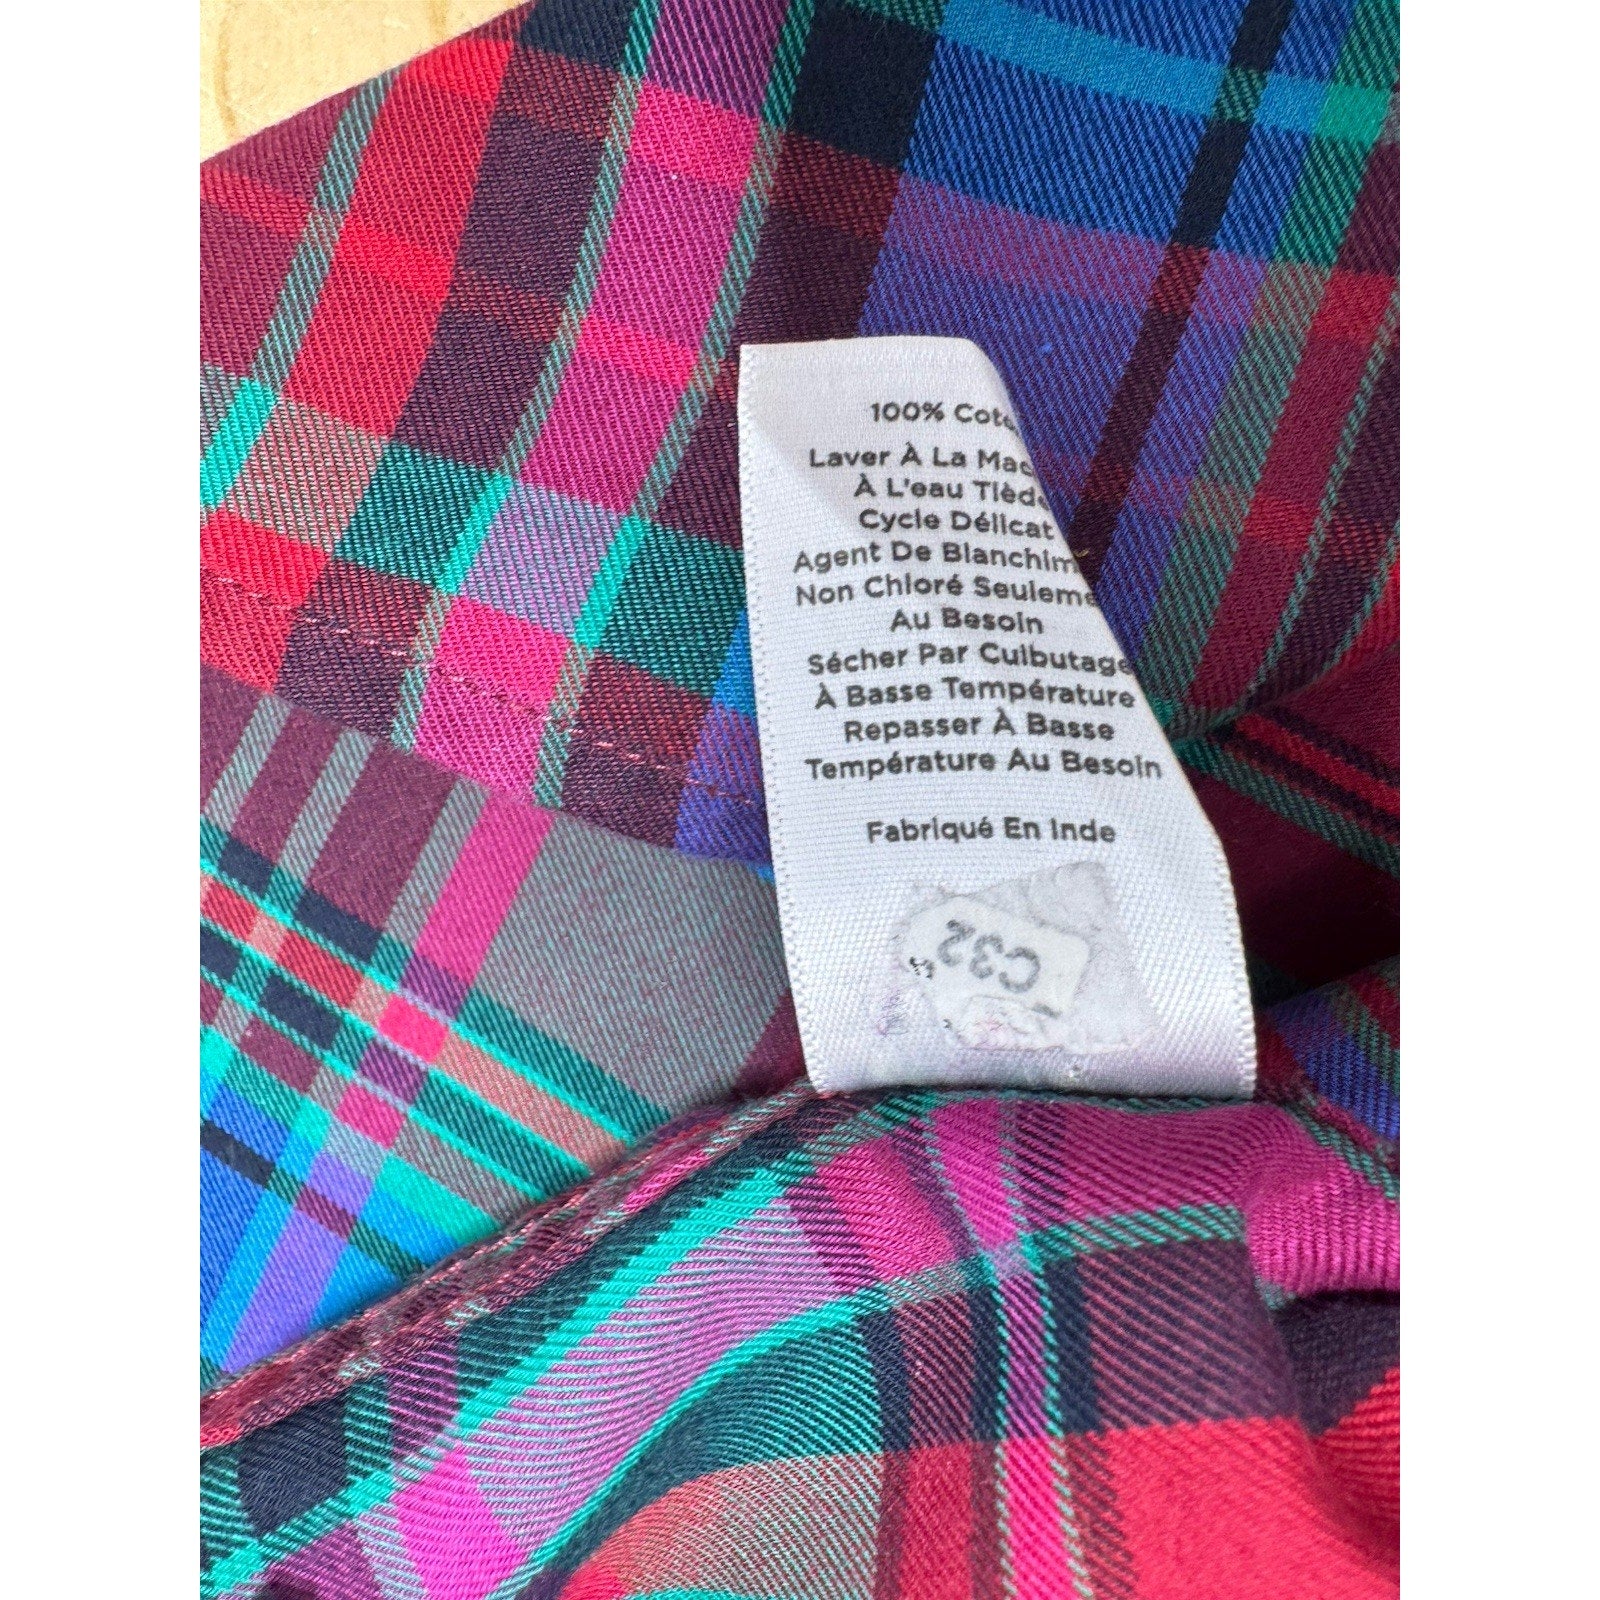 100% Coto
Laver À La Mac
À L'eau Tiède
Cycle Délicat
Agent De Blanchim
Non Chloré Seuleme
Au Besoin
Sécher Par Culbutage
À Basse Température
Repasser À Basse
Température Au Besoin
Fabriqué En Inde
C32